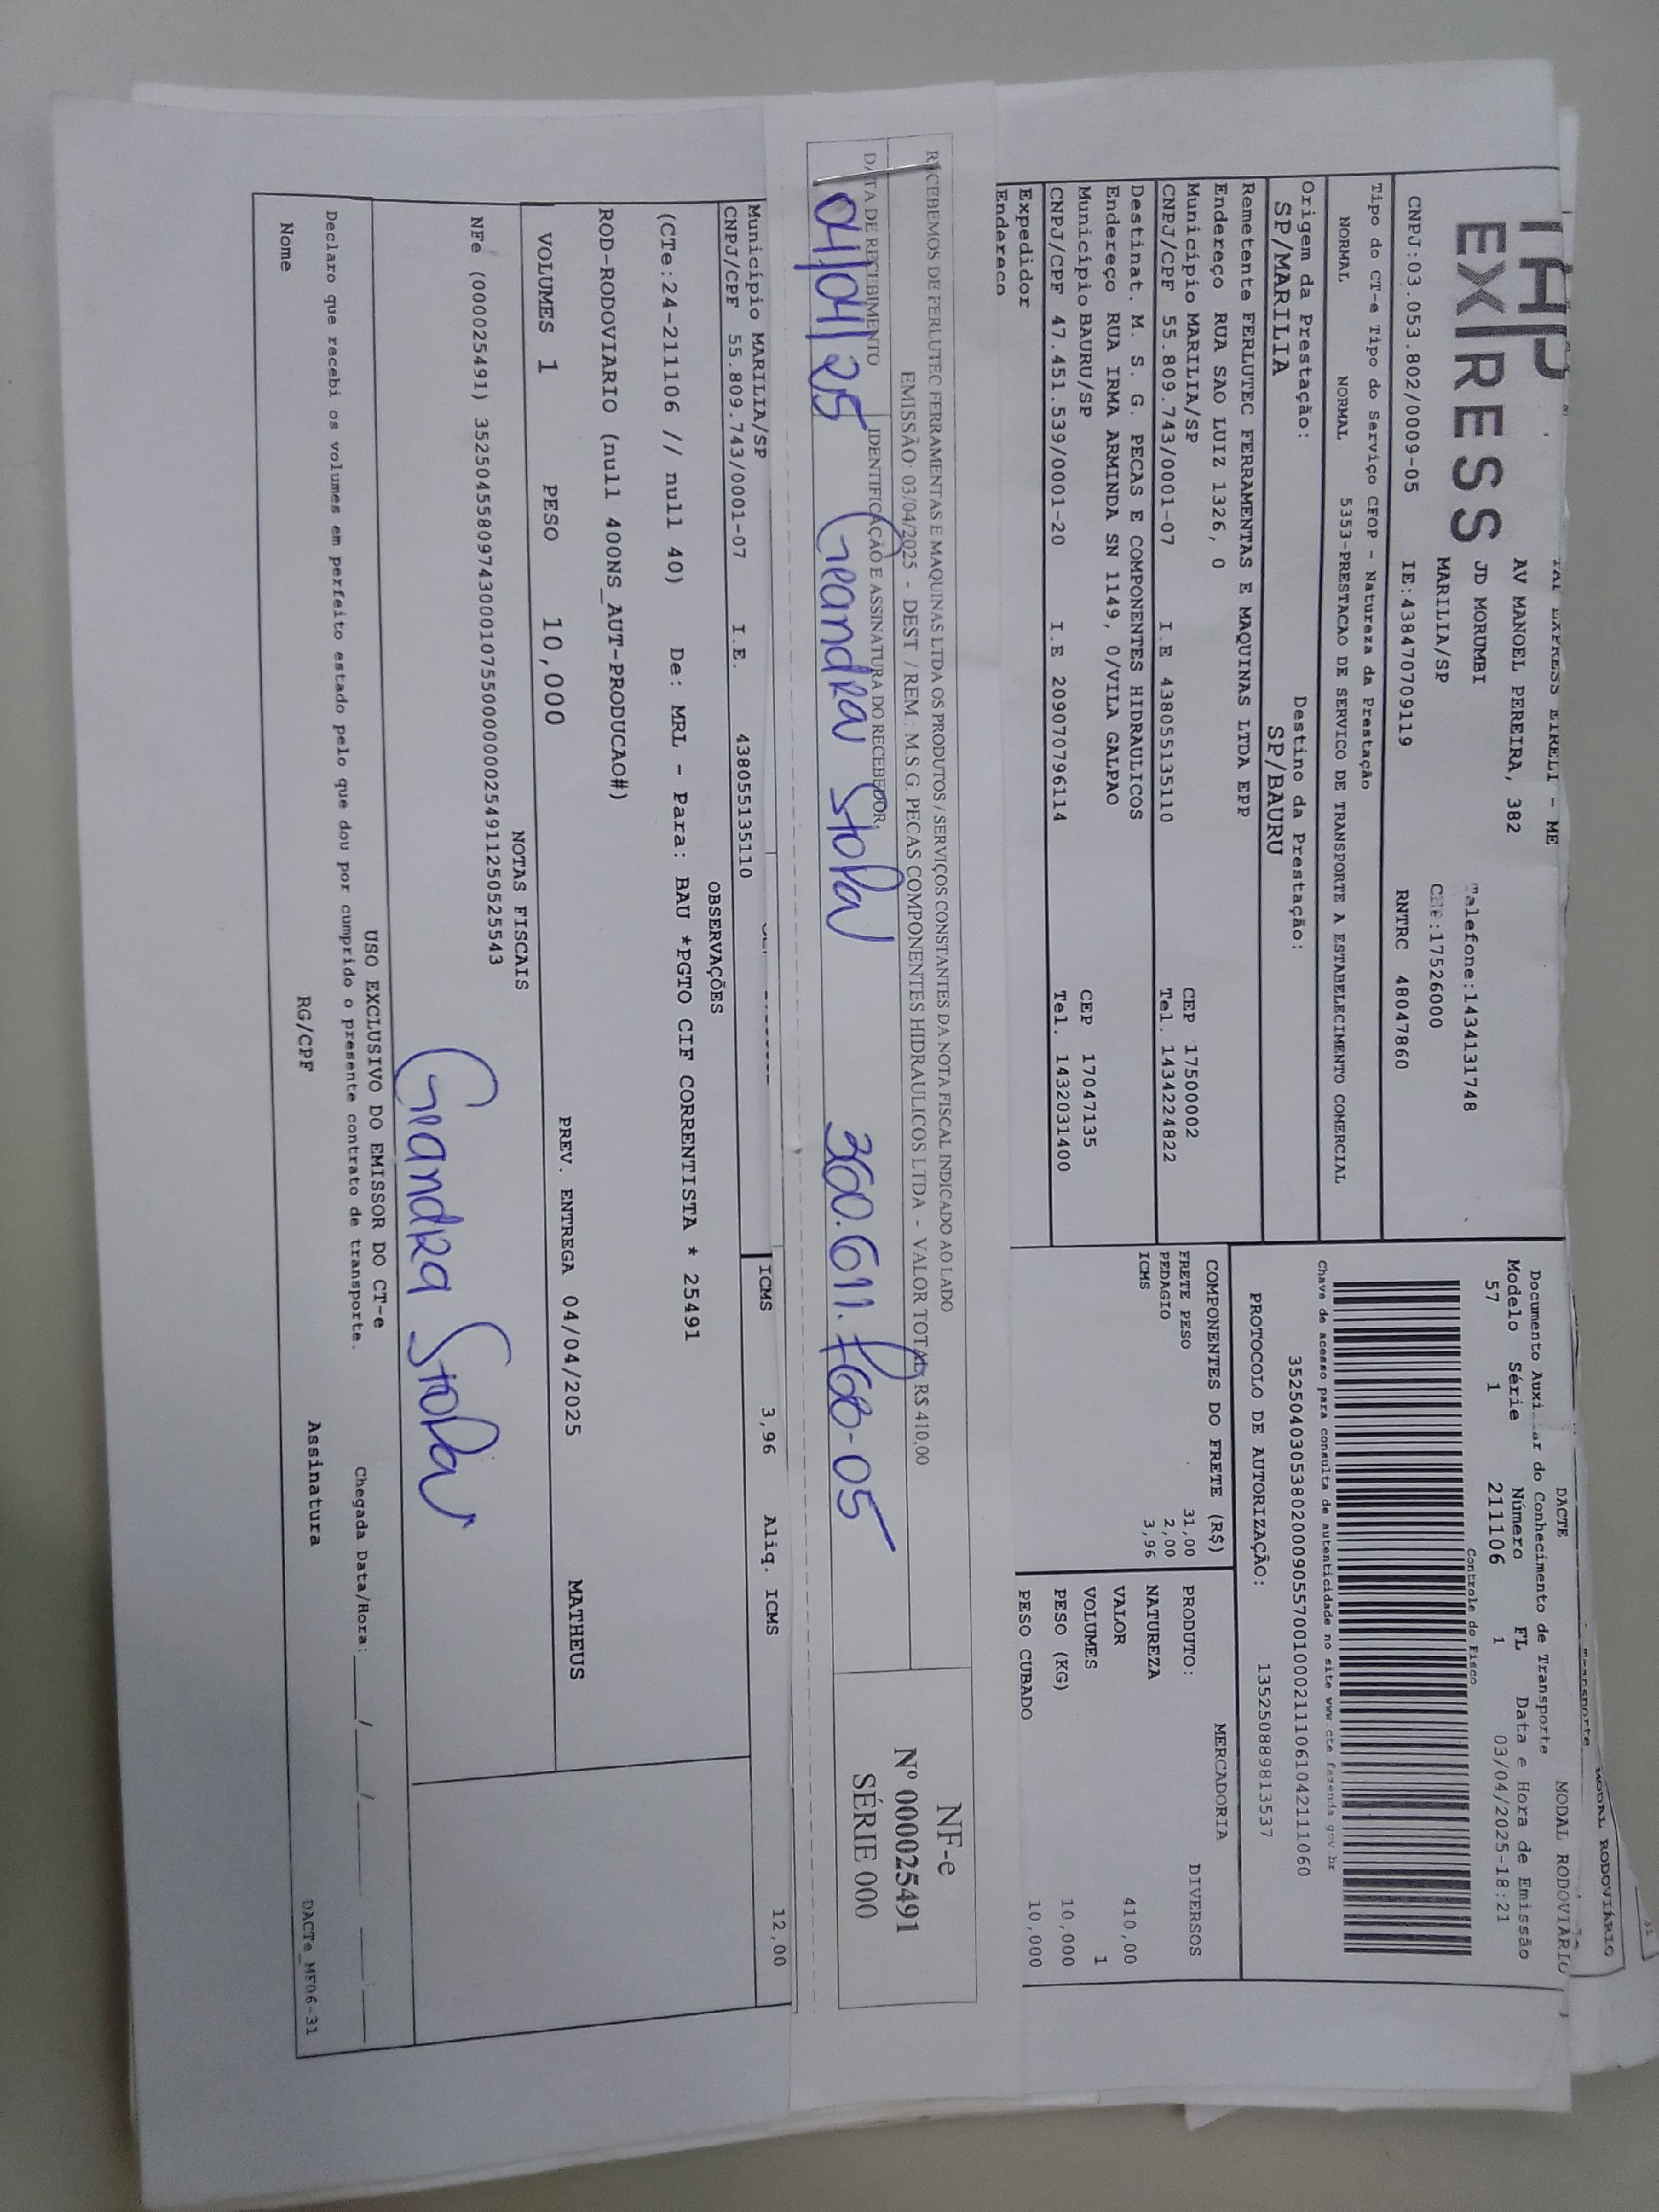 EXPRESS
AV MANOEL PEREIRA, 382
JD MORUMBI
MARILIA/SP
Telefone:1434131748
CEP:17526000
CNPJ:03.053.802/0009-05 IE:438470709119 RNTRC 48047860
Tipo do CT-e Tipo do Serviço CFOP - Natureza da Prestação
NORMAL NORMAL 5353-PRESTACAO DE SERVICO DE TRANSPORTE A ESTABELECIMENTO COMERCIAL
Origem da Prestação: Destino da Prestação:
SP/MARILIA SP/BAURU
Remetente FERLUTEC FERRAMENTAS E MAQUINAS LTDA EPP
Endereço RUA SAO LUIZ 1326, 0
Município MARILIA/SP CEP 17500002
CNPJ/CPF 55.809.743/0001-07 I.E 438055135110 Tel. 1434224822
Destinat. M. S. G. PECAS E COMPONENTES HIDRAULICOS
Endereço RUA IRMA ARMINDA SN 1149, 0/VILA GALPAO
Município BAURU/SP CEP 17047135
CNPJ/CPF 47.451.539/0001-20 I.E 209070796114 Tel. 1432031400
Expedidor
Endereço
DACTE MODAL RODOVIÁRIO
Documento Auxiliar do Conhecimento de Transporte
Modelo Série Número FL Data e Hora de Emissão
57 1 211106 1 03/04/2025-18:21
Controle do Fisco
Chave de acesso para consulta de autenticidade no site www.cte.fazenda.gov.br
35250403053802000905570010002111061042111060
PROTOCOLO DE AUTORIZAÇÃO: 135250889813537
COMPONENTES DO FRETE (R$)
FRETE PESO 31,00
PEDAGIO 2,00
ICMS 3,96
MERCADORIA
PRODUTO: DIVERSOS
NATUREZA
VALOR 410,00
VOLUMES 1
PESO (KG) 10,000
PESO CUBADO 10,000
RECEBEMOS DE FERLUTEC FERRAMENTAS E MAQUINAS LTDA OS PRODUTOS / SERVIÇOS CONSTANTES DA NOTA FISCAL INDICADO AO LADO
EMISSÃO: 03/04/2025 - DEST. / REM.: M.S.G. PECAS COMPONENTES HIDRAULICOS LTDA - VALOR TOTAL: R$ 410,00
DATA DE RECEBIMENTO IDENTIFICAÇÃO E ASSINATURA DO RECEBEDOR
04/04/25
NF-e
Nº 000025491
SÉRIE 000
Município MARILIA/SP
CNPJ/CPF 55.809.743/0001-07 I.E. 438055135110
ICMS 3,96 Aliq. ICMS 12,00
OBSERVAÇÕES
(CTe:24-211106 // null 40) De: MRL - Para: BAU *PGTO CIF CORRENTISTA * 25491
ROD-RODOVIARIO (null 400NS_AUT-PRODUCAO#)
VOLUMES 1 PESO 10,000 PREV. ENTREGA 04/04/2025 MATHEUS
NOTAS FISCAIS
NFe (000025491) 35250455809743000107550000000254911250525543
USO EXCLUSIVO DO EMISSOR DO CT-e
Declaro que recebi os volumes em perfeito estado pelo que dou por cumprido o presente contrato de transporte. Chegada Data/Hora:____/____/____ ___:___
Nome RG/CPF Assinatura
DACTe_MF06-31